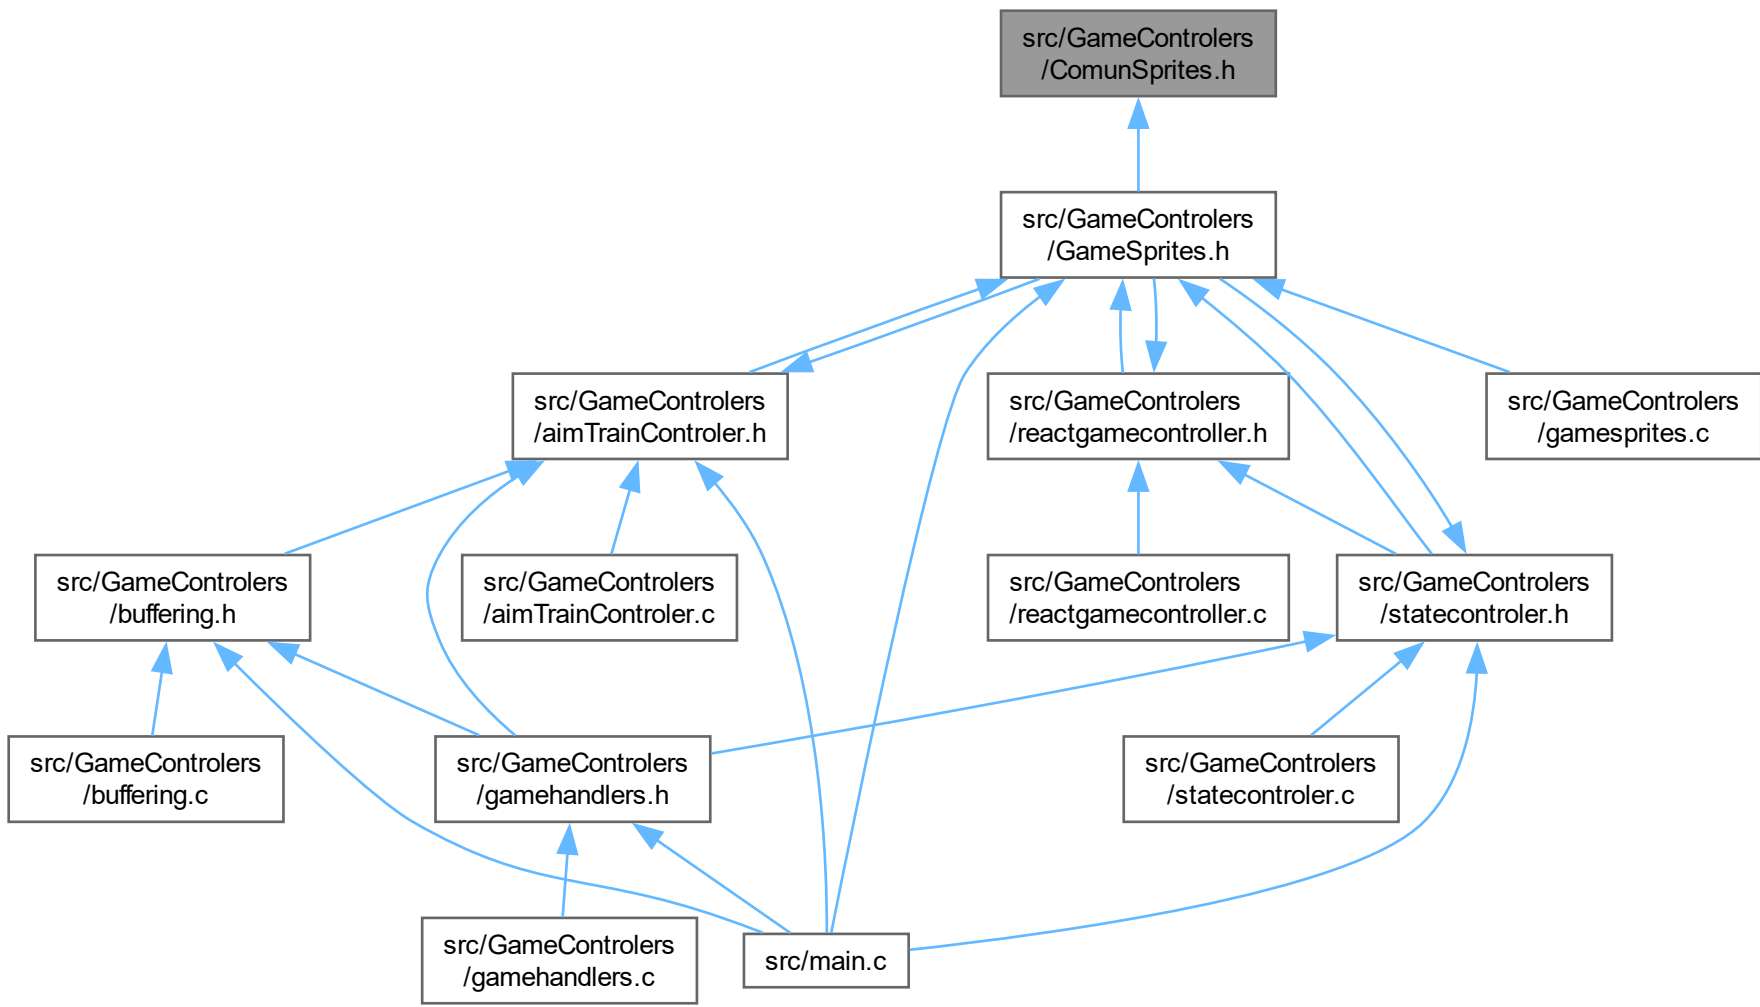 src/GameControlers
/ComunSprites.h
src/GameControlers
/GameSprites.h
src/GameControlers
/aimTrainControler.h
src/GameControlers
/reactgamecontroller.h
src/GameControlers
/gamesprites.c
src/GameControlers
/buffering.h
src/GameControlers
/aimTrainControler.c
src/GameControlers
/reactgamecontroller.c
src/GameControlers
/statecontroler.h
src/GameControlers
/buffering.c
src/GameControlers
/gamehandlers.h
src/GameControlers
/statecontroler.c
src/GameControlers
/gamehandlers.c
src/main.c